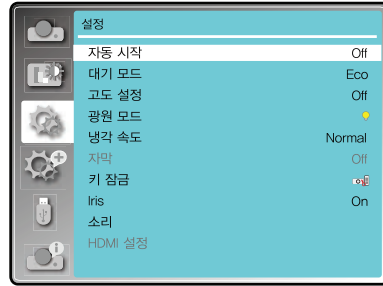 설정
자동 시작 Off
대기 모드 Eco
고도 설정 Off
광원 모드
냉각 속도 Normal
자막 Off
키 잠금
Iris On
소리
HDMI 설정